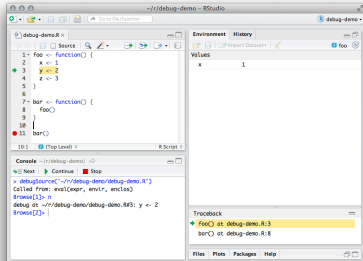 ~/r/debug-demo - RStudio
Go to file/function
debug-demo
debug-demo.R
Source
1 foo <- function() {
2 x <- 1
3 y <- 2
4 z <- 3
5 }
6
7 bar <- function() {
8 foo()
9 }
10
11 bar()
10:1 (Top Level) R Script
Console ~/r/debug-demo/
Next Continue Stop
> debugSource('~/r/debug-demo/debug-demo.R')
Called from: eval(expr, envir, enclos)
Browse[1]> n
debug at ~/r/debug-demo/debug-demo.R#3: y <- 2
Browse[2]>
Environment History
Import Dataset
foo
Values
x 1
Traceback
foo() at debug-demo.R:3
bar() at debug-demo.R:8
Files Plots Packages Help